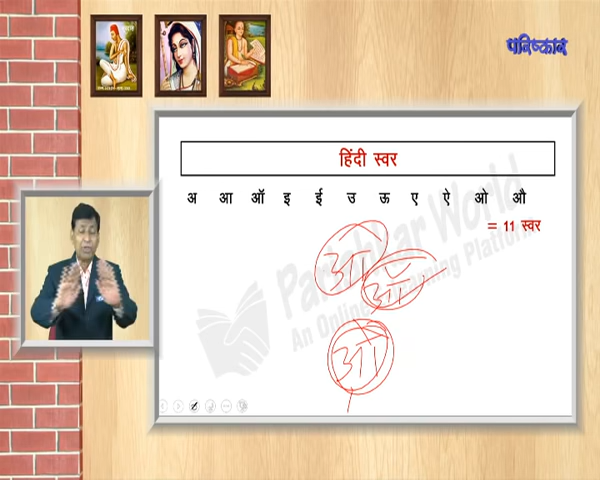 परिष्कार
हिंदी स्वर
अ आ ऑ इ ई उ ऊ ए ऐ ओ औ
= 11 स्वर
Parishkar World
An Online Learning Platform